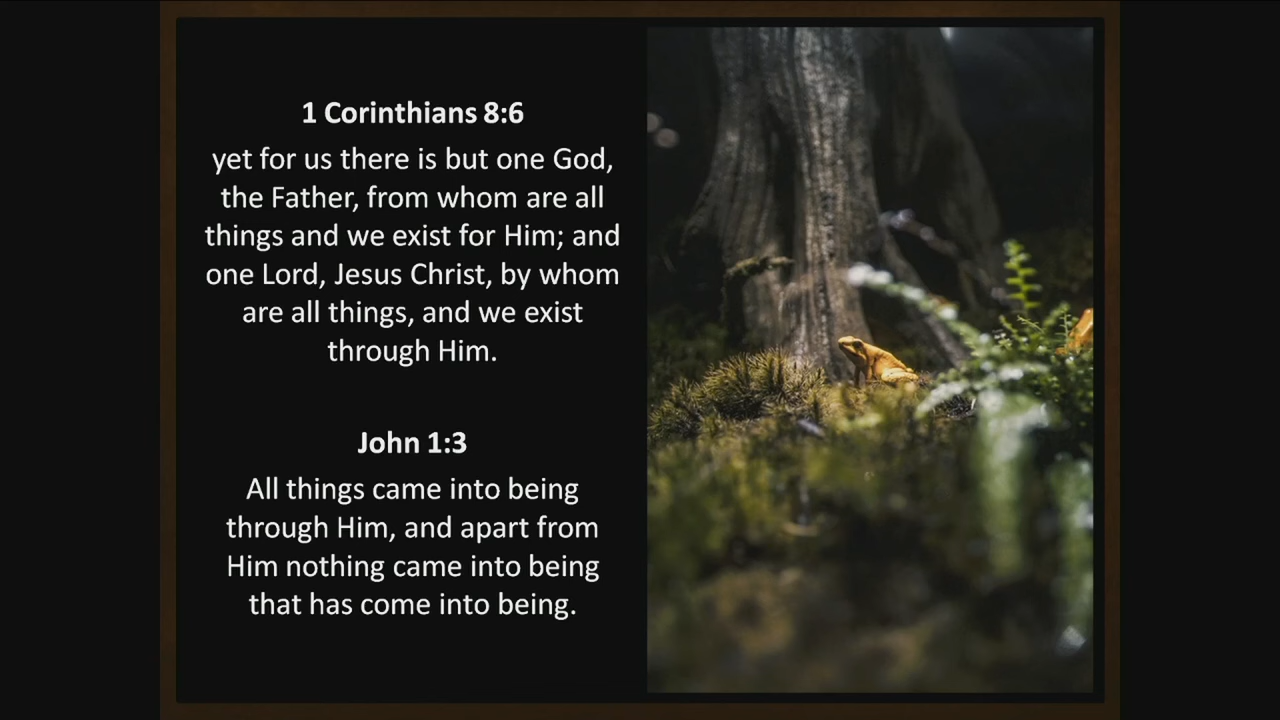 1 Corinthians 8:6
yet for us there is but one God,
the Father, from whom are all
things and we exist for Him; and
one Lord, Jesus Christ, by whom
are all things, and we exist
through Him.
John 1:3
All things came into being
through Him, and apart from
Him nothing came into being
that has come into being.